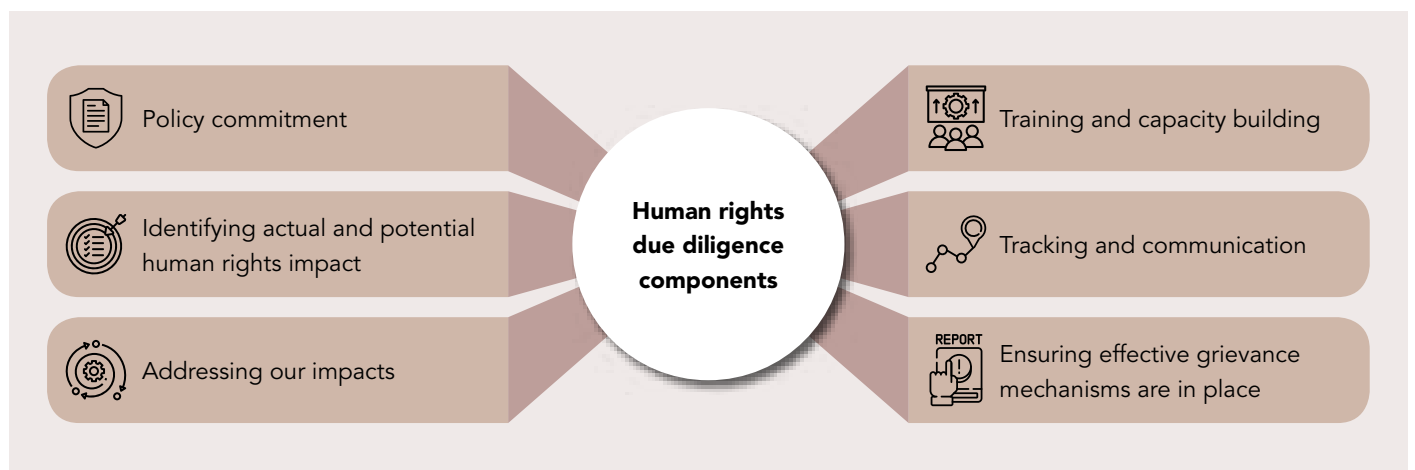 Policy commitment
Identifying actual and potential
human rights impact
Addressing our impacts
Human rights
due diligence
components
Training and capacity building
Tracking and communication
REPORT
Ensuring effective grievance
mechanisms are in place